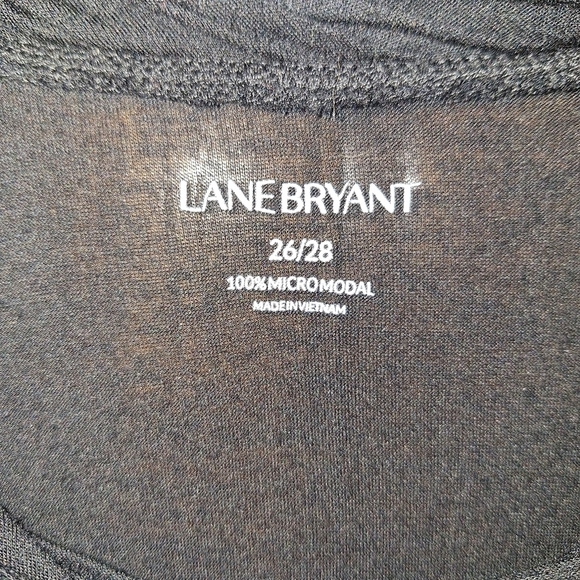 LANE BRYANT
26/28
100% MICRO MODAL
MADE IN VIETNAM